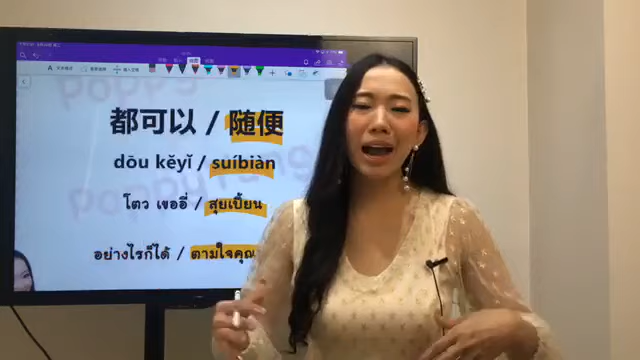 都可以 / 随便
dōu kěyǐ / suíbiàn
โตว เขออี่ / สุยเปี้ยน
อย่างไรก็ได้ / ตามใจคุณ